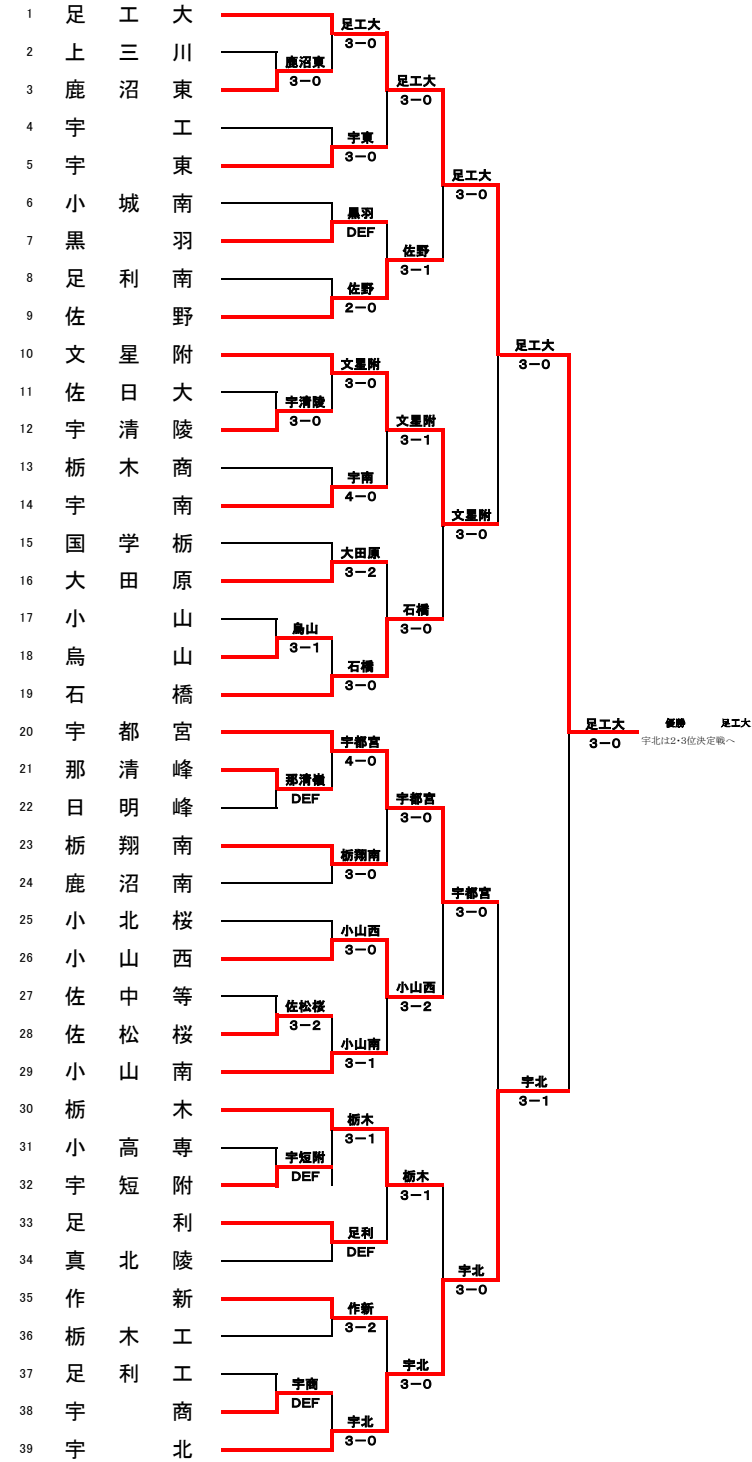 1 足工大
足工大
3-0
2 上三川
鹿沼東
3-0
3 鹿沼東
足工大
3-0
4 宇工
宇東
3-0
5 宇東
足工大
3-0
6 小城南
黒羽
DEF
7 黒羽
佐野
3-1
8 足利南
佐野
2-0
9 佐野
足工大
3-0
10 文星附
文星附
3-0
11 佐日大
宇清陵
3-0
12 宇清陵
文星附
3-1
13 栃木商
宇南
4-0
14 宇南
文星附
3-0
15 国学栃
大田原
3-2
16 大田原
石橋
3-0
17 小山
烏山
3-1
18 烏山
石橋
3-0
19 石橋
足工大
3-0
優勝 足工大
宇北は2・3位決定戦へ
20 宇都宮
宇都宮
4-0
21 那清峰
那清嶺
DEF
22 日明峰
宇都宮
3-0
23 栃翔南
栃翔南
3-0
24 鹿沼南
宇都宮
3-0
25 小北桜
小山西
3-0
26 小山西
小山西
3-2
27 佐中等
佐松桜
3-2
28 佐松桜
小山南
3-1
29 小山南
宇北
3-1
30 栃木
栃木
3-1
31 小高専
宇短附
DEF
32 宇短附
栃木
3-1
33 足利
足利
DEF
34 真北陵
宇北
3-0
35 作新
作新
3-2
36 栃木工
宇北
3-0
37 足利工
宇商
DEF
38 宇商
宇北
3-0
39 宇北